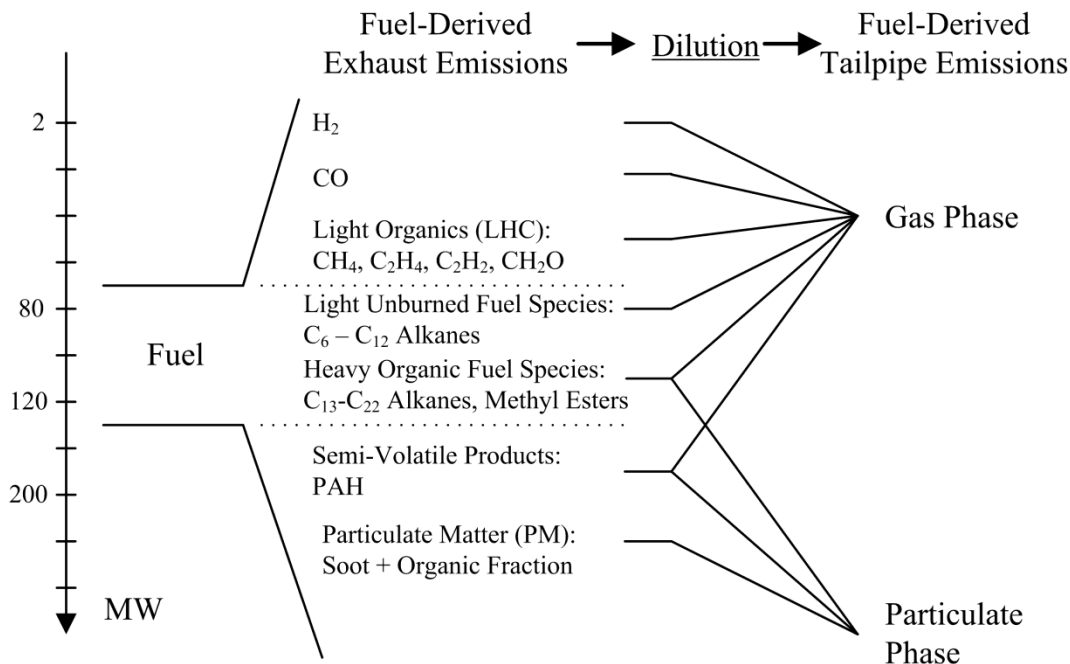 Fuel-Derived
Exhaust Emissions
Dilution
Fuel-Derived
Tailpipe Emissions
2
80
120
200
MW
Fuel
H₂
CO
Light Organics (LHC):
CH₄, C₂H₄, C₂H₂, CH₂O
Light Unburned Fuel Species:
C₆ – C₁₂ Alkanes
Heavy Organic Fuel Species:
C₁₃-C₂₂ Alkanes, Methyl Esters
Semi-Volatile Products:
PAH
Particulate Matter (PM):
Soot + Organic Fraction
Gas Phase
Particulate
Phase